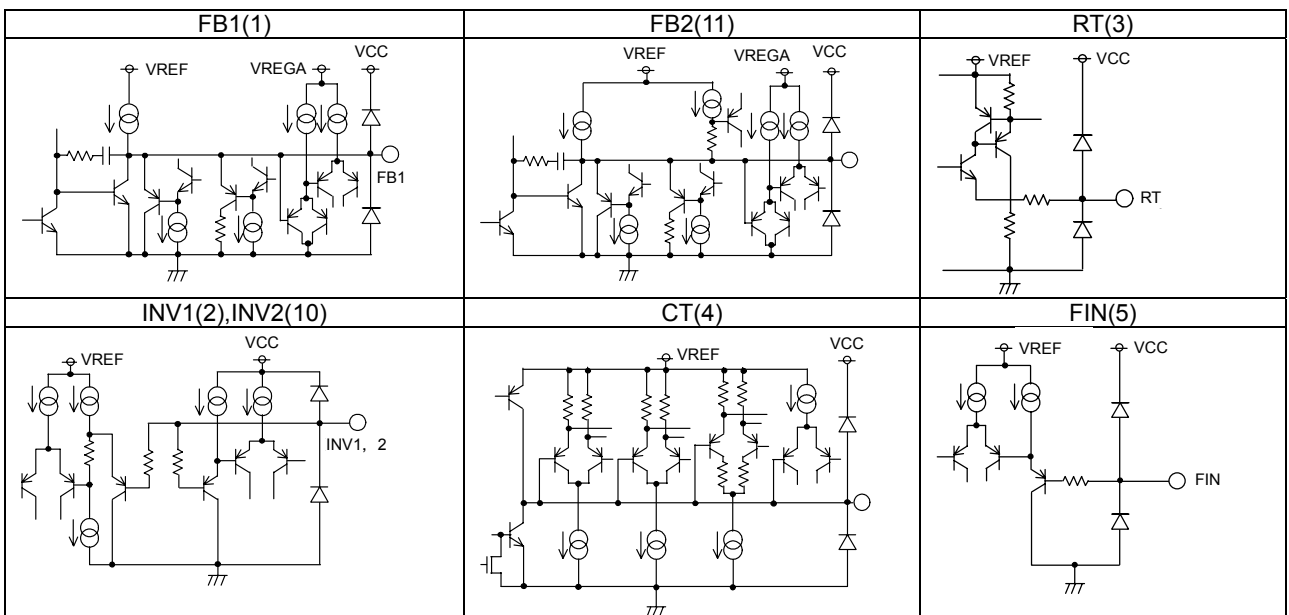 FB1(1)
FB2(11)
RT(3)
VREF
VREGA
VCC
FB1
VREF
VREGA
VCC
VREF
VCC
RT
INV1(2),INV2(10)
CT(4)
FIN(5)
VREF
VCC
INV1, 2
VREF
VCC
VREF
VCC
FIN